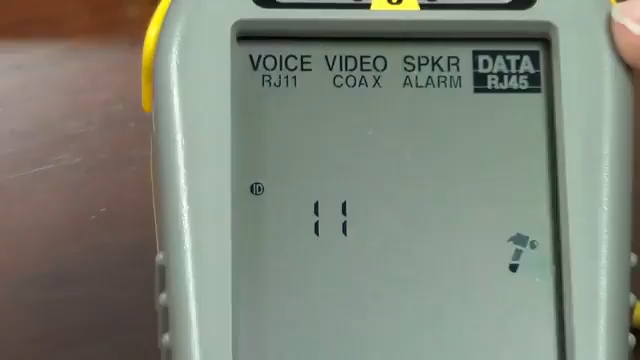 VOICE VIDEO SPKR DATA
RJ11 COAX ALARM RJ45
ID
11